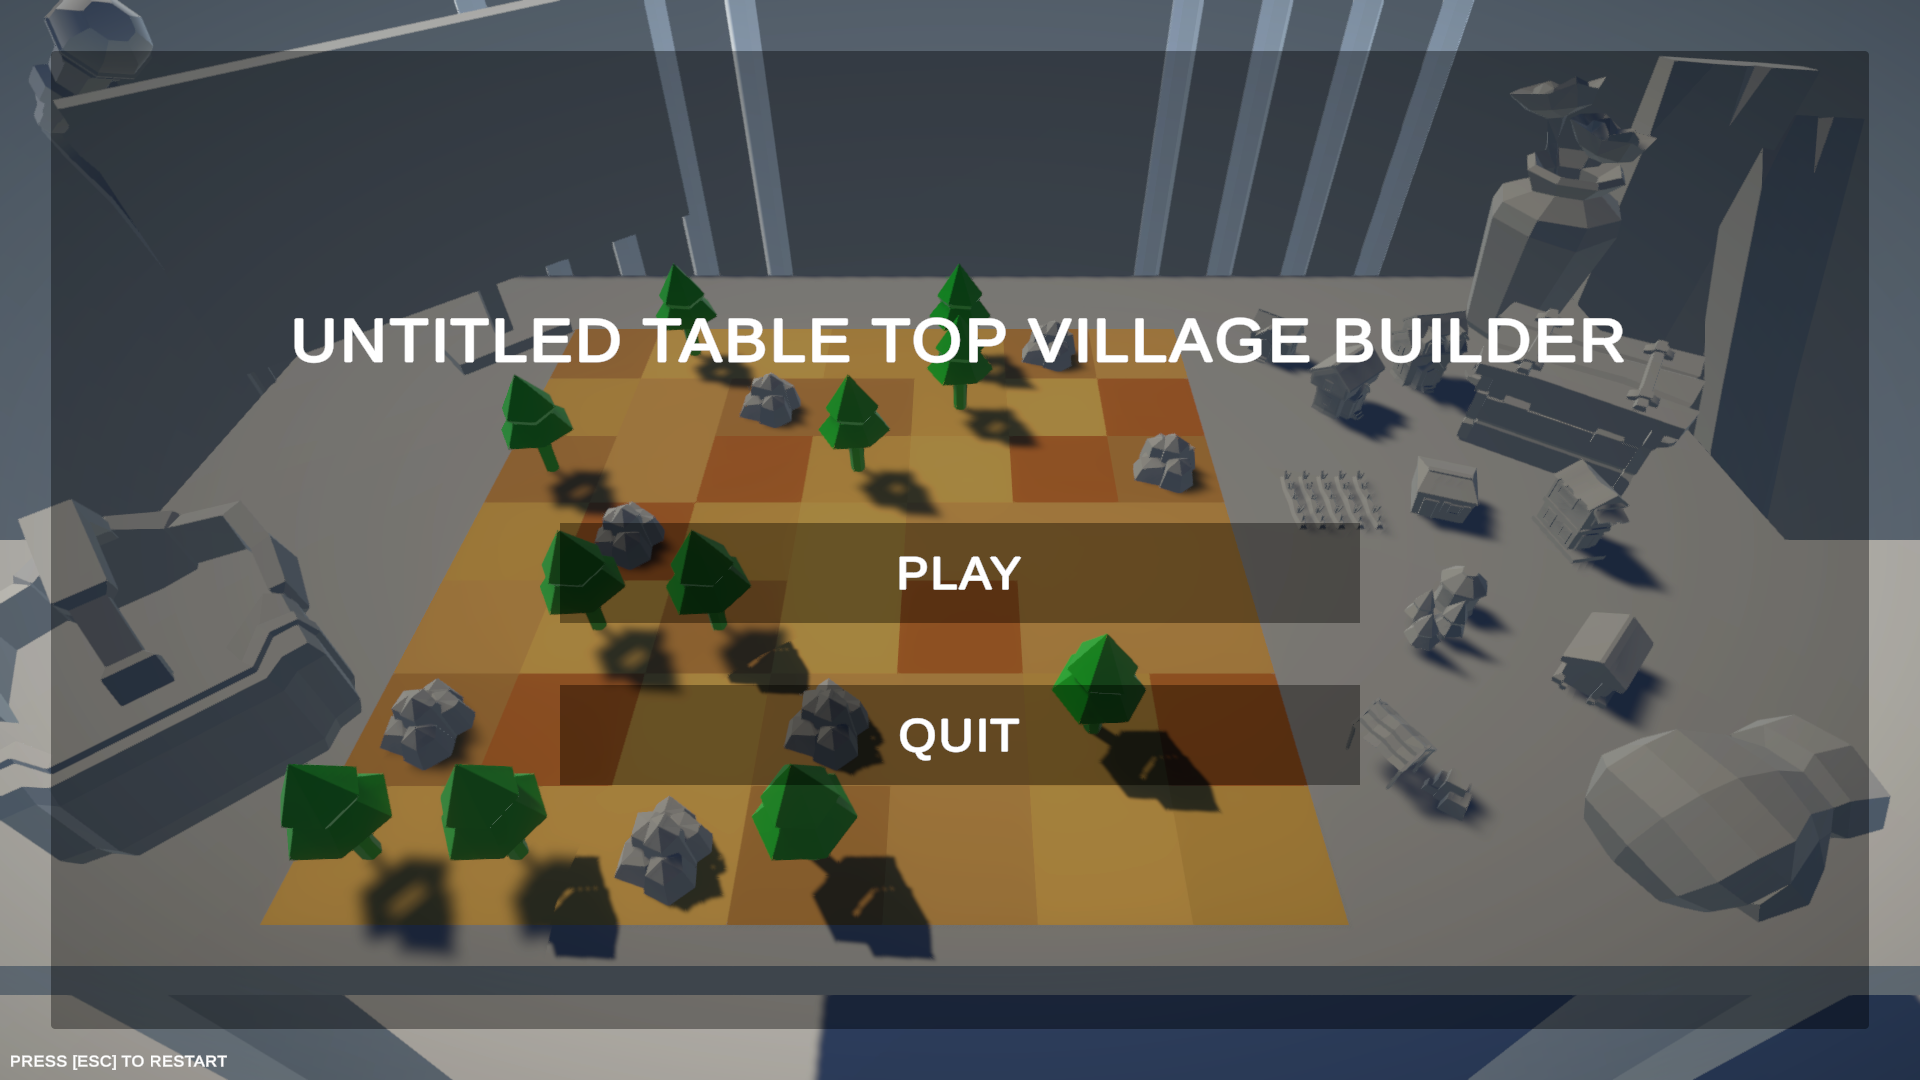 UNTITLED TABLE TOP VILLAGE BUILDER
PLAY
QUIT
PRESS [ESC] TO RESTART